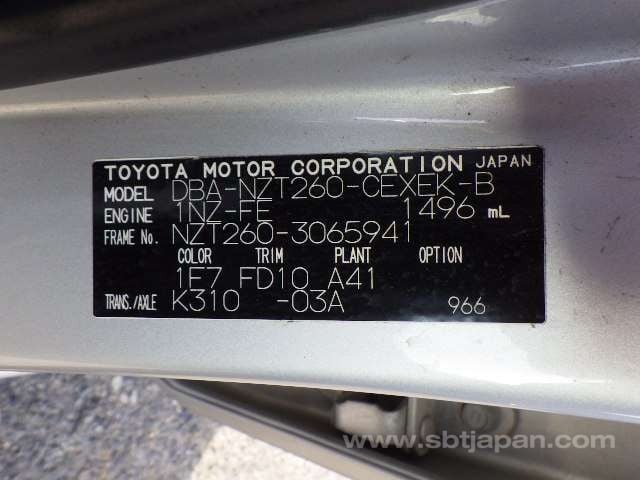 TOYOTA MOTOR CORPORATION JAPAN
MODEL DBA-NZT260-CEXEK-B
ENGINE 1NZ-FE 1496 mL
FRAME No. NZT260-3065941
COLOR TRIM PLANT OPTION
1F7 FD10 A41
TRANS./AXLE K310 -03A 966
www.sbtjapan.com